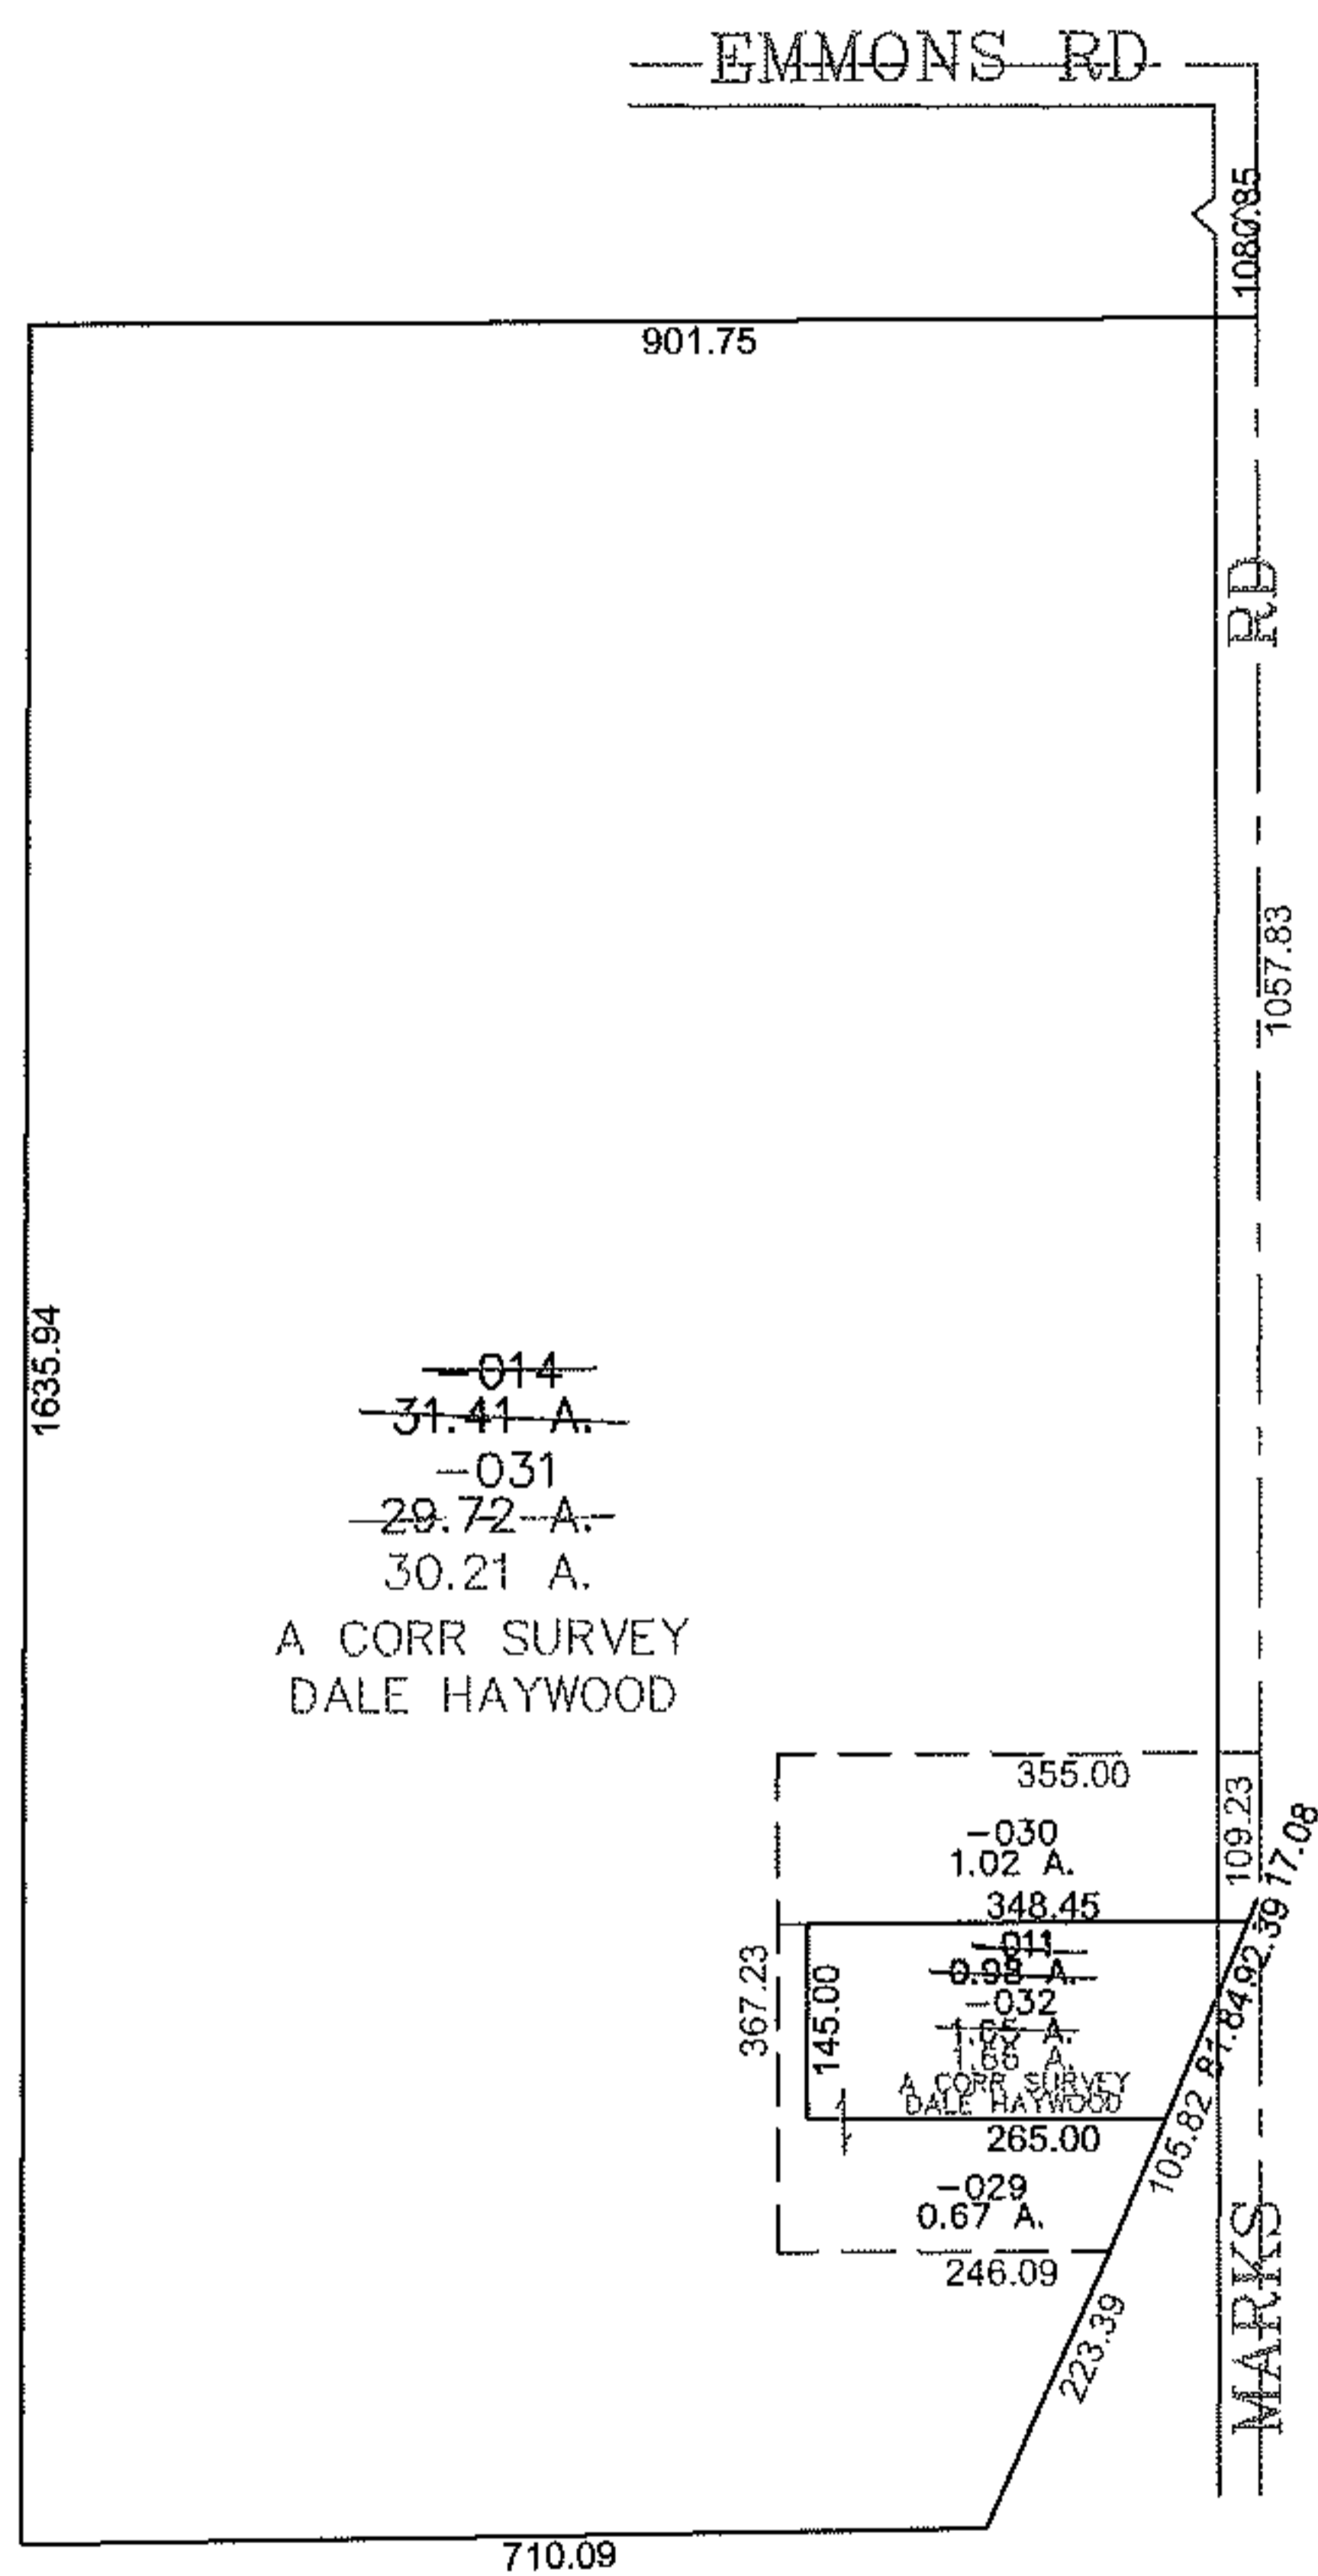 EMMONS RD
1080.85
901.75
RD
1057.83
1635.94
-014
31.41 A.
-031
29.72 A.
30.21 A.
A CORR SURVEY
DALE HAYWOOD
355.00
109.23
17.08
-030
1.02 A.
348.45
-011
0.98 A.
-032
1.05 A.
A CORR SURVEY
DALE HAYWOOD
367.23
145.00
92.39
81.84
105.82
265.00
-029
0.67 A.
246.09
223.39
MARKS
710.09